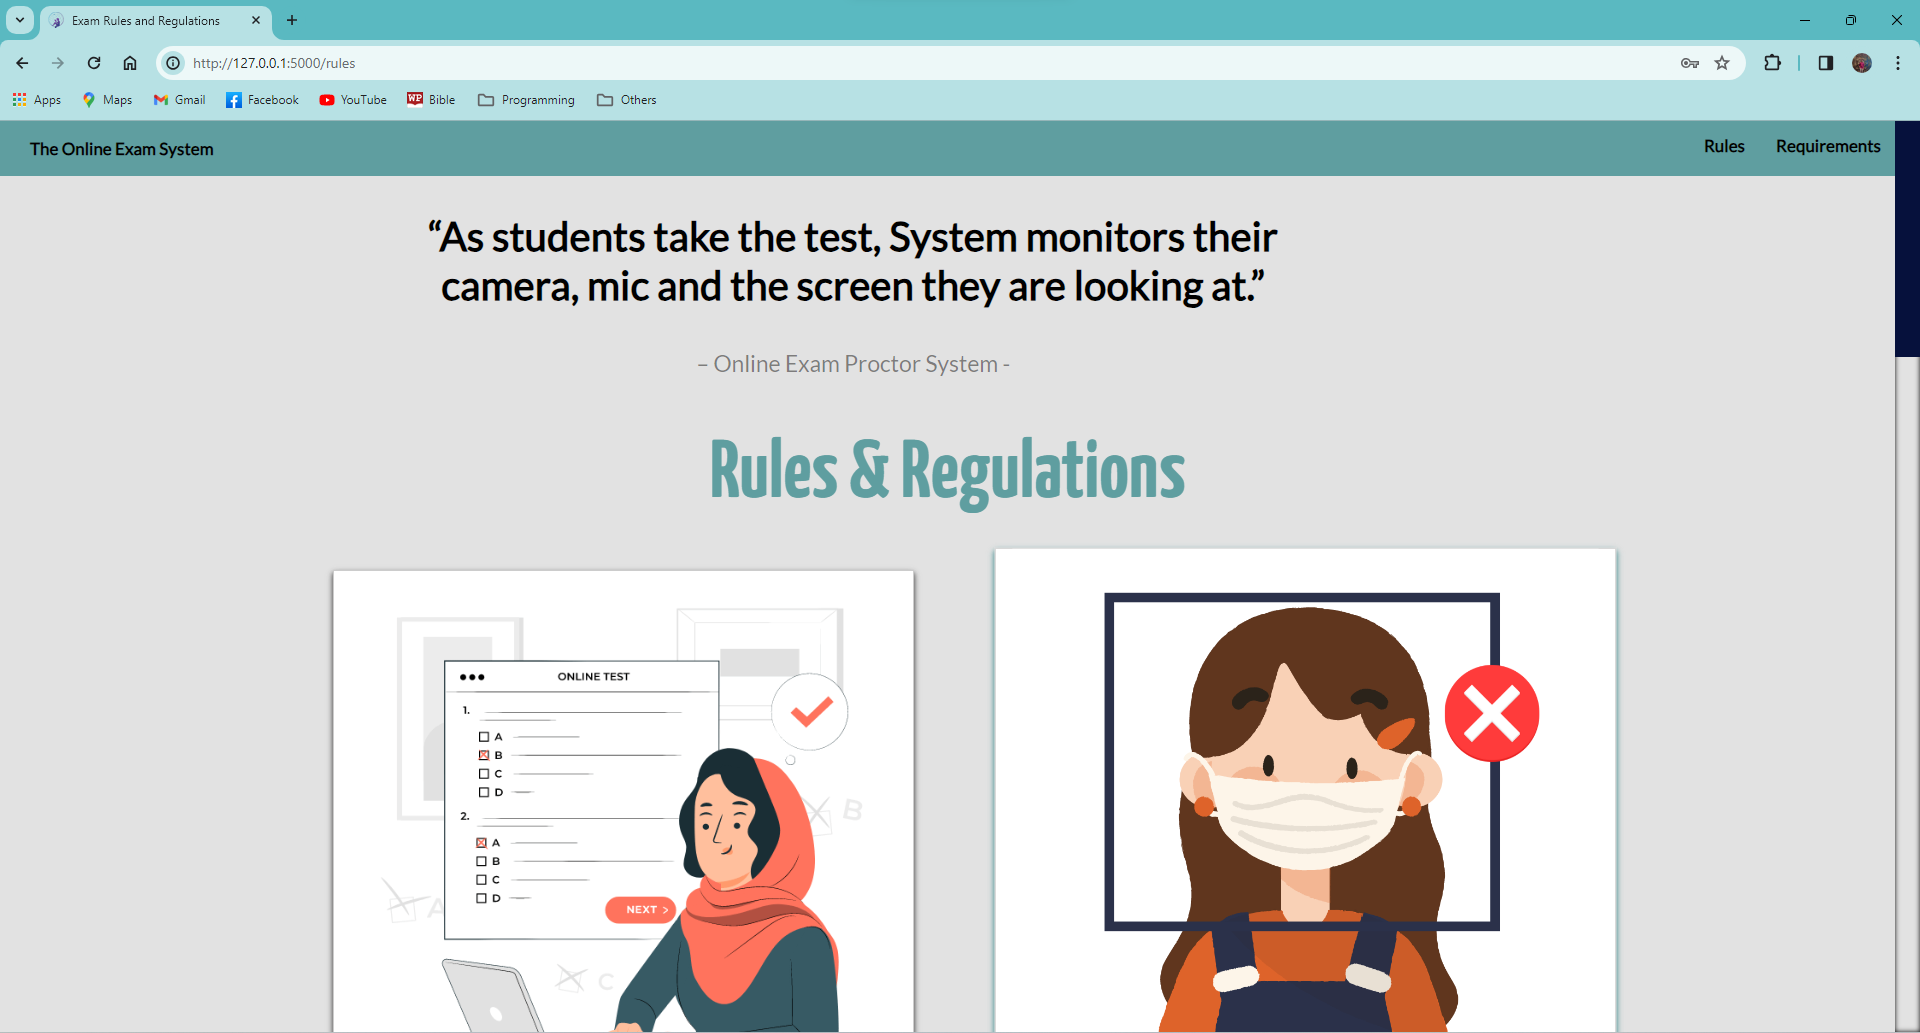 Exam Rules and Regulations
http://127.0.0.1:5000/rules
Apps Maps Gmail Facebook YouTube WP Bible Programming Others
The Online Exam System Rules Requirements
“As students take the test, System monitors their
camera, mic and the screen they are looking at.”
– Online Exam Proctor System -
Rules & Regulations
ONLINE TEST
1.
A
B
C
D
2.
A
B
C
D
NEXT >
B
A
C